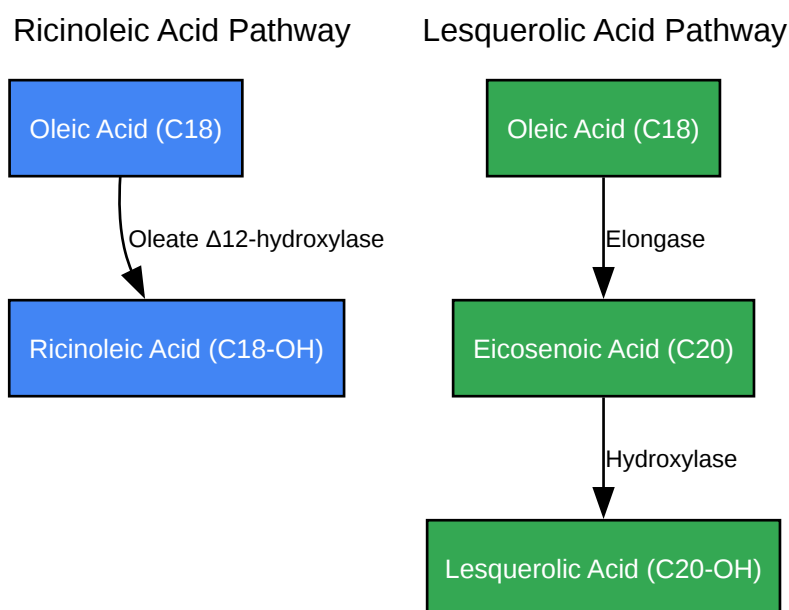 Ricinoleic Acid Pathway
Oleic Acid (C18)
Oleate Δ12-hydroxylase
Ricinoleic Acid (C18-OH)
Lesquerolic Acid Pathway
Oleic Acid (C18)
Elongase
Eicosenoic Acid (C20)
Hydroxylase
Lesquerolic Acid (C20-OH)